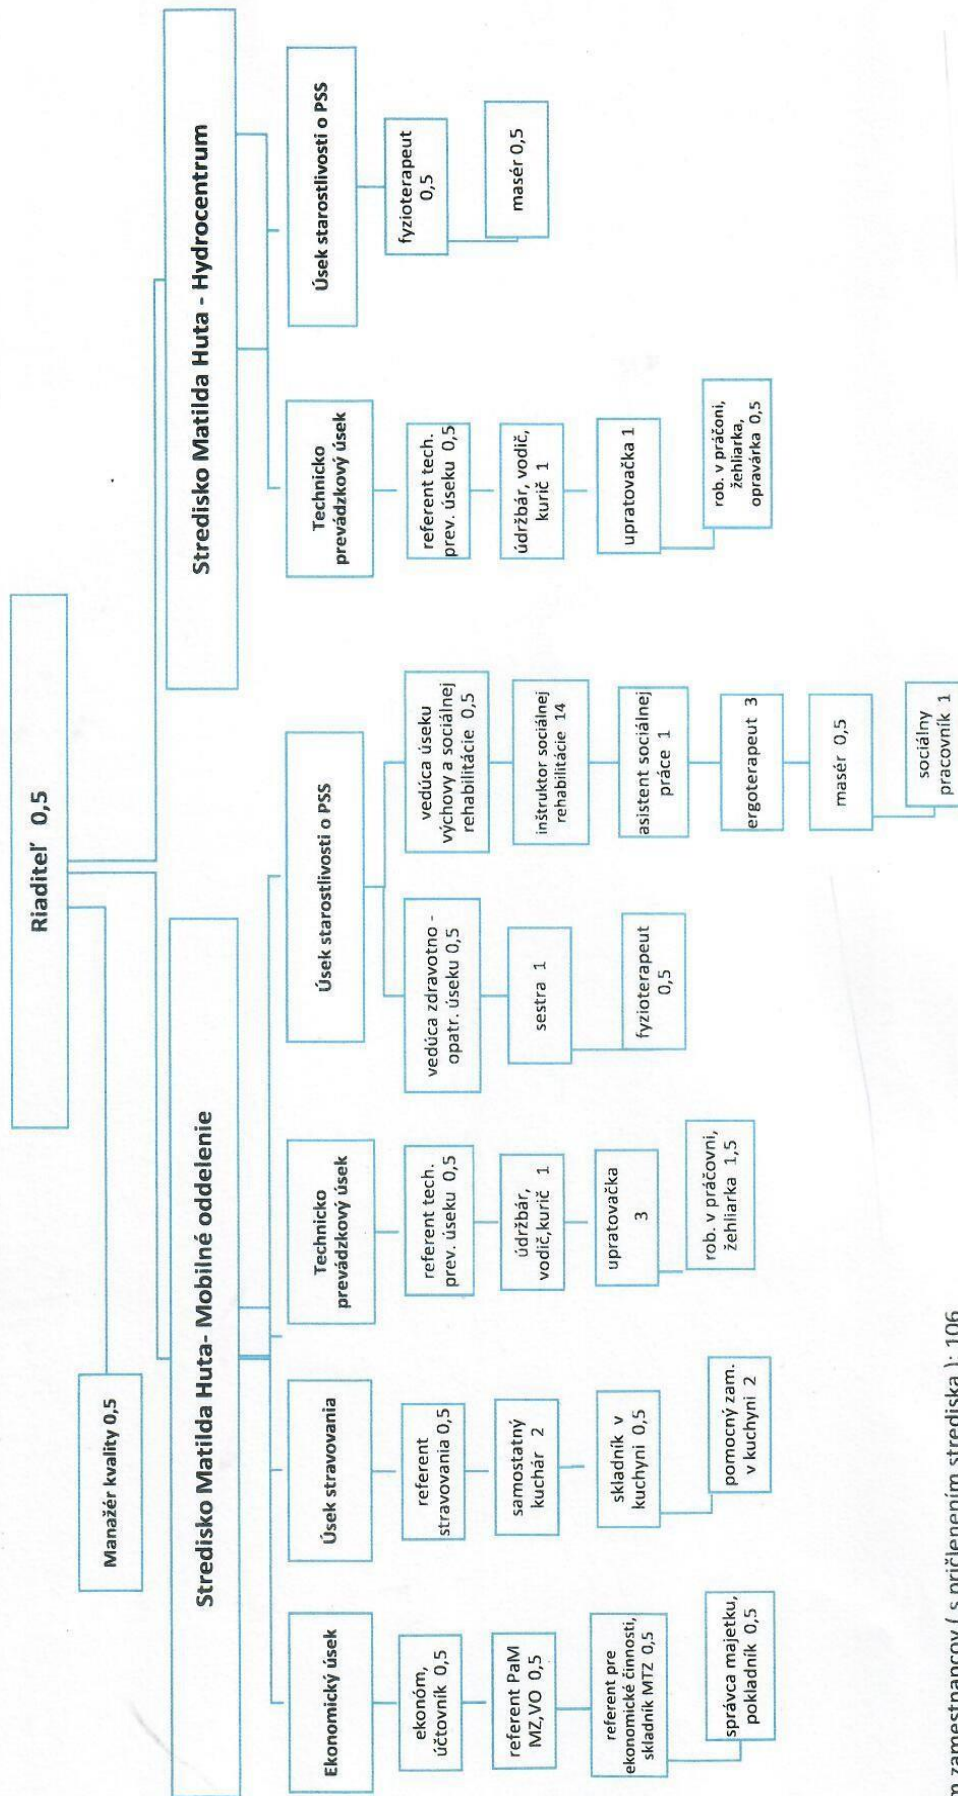 Riaditeľ 0,5
Manažér kvality 0,5
Stredisko Matilda Huta- Mobilné oddelenie
Ekonomický úsek
ekonóm,
účtovník 0,5
referent PaM
MZ,VO 0,5
referent pre
ekonomické činnosti,
skladník MTZ 0,5
správca majetku,
pokladník 0,5
Úsek stravovania
referent
stravovania 0,5
samostatný
kuchár 2
skladník v
kuchyni 0,5
pomocný zam.
v kuchyni 2
Technicko
prevádzkový úsek
referent tech.
prev. úseku 0,5
údržbár,
vodič,kurič 1
upratovačka
3
rob. v práčovni,
žehliarka 1,5
Úsek starostlivosti o PSS
vedúca zdravotno -
opatr. úseku 0,5
sestra 1
fyzioterapeut
0,5
vedúca úseku
výchovy a sociálnej
rehabilitácie 0,5
inštruktor sociálnej
rehabilitácie 14
asistent sociálnej
práce 1
ergoterapeut 3
masér 0,5
sociálny
pracovník 1
Stredisko Matilda Huta - Hydrocentrum
Technicko
prevádzkový úsek
referent tech.
prev. úseku 0,5
údržbár, vodič,
kurič 1
upratovačka 1
rob. v práčoni,
žehliarka,
opravárka 0,5
Úsek starostlivosti o PSS
fyzioterapeut
0,5
masér 0,5
zamestnancov ( s pričlenením strediska ): 106